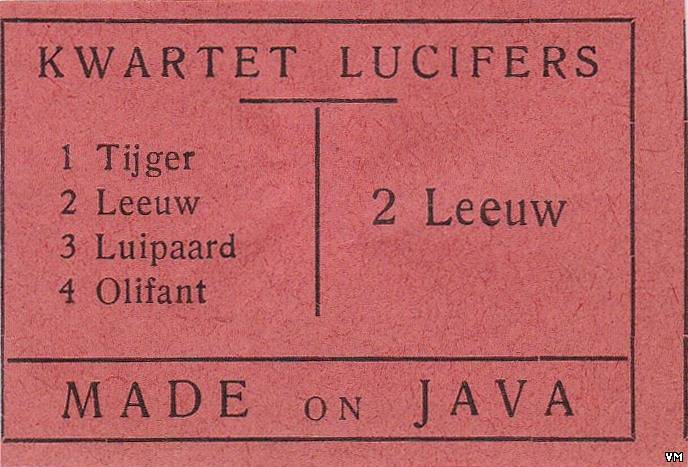 KWARTET LUCIFERS
1 Tijger
2 Leeuw
3 Luipaard
4 Olifant
2 Leeuw
MADE ON JAVA
VM